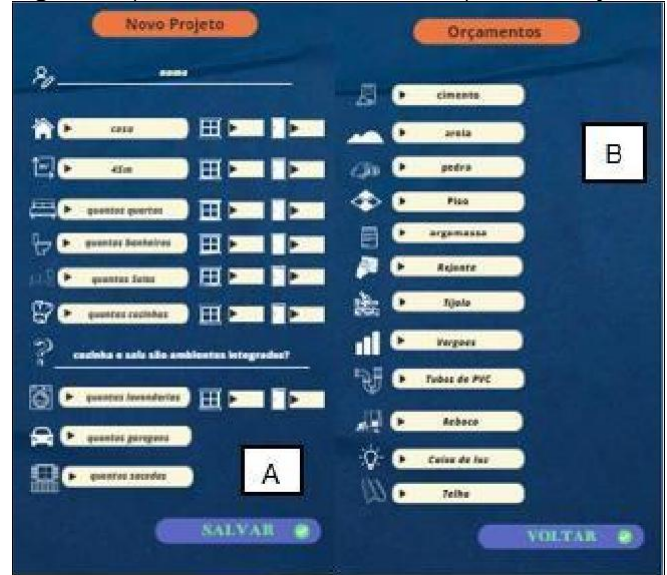 Novo Projeto
nome
casa
45m
quantos quartos
quantos banheiros
quantas Salas
quantas cozinhas
cozinha e sala são ambientes integrados?
quantas lavanderias
quantas garagens
quantas sacadas
A
SALVAR
Orçamentos
cimento
areia
pedra
Piso
argamassa
Rejunte
Tijolo
Vergoes
Tubos de PVC
Reboco
Caixa de luz
Telha
B
VOLTAR